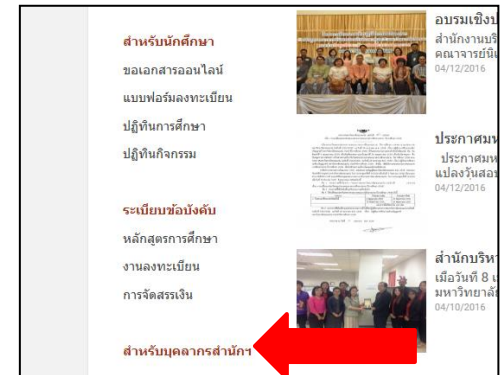 สำหรับนักศึกษา
ขอเอกสารออนไลน์
แบบฟอร์มลงทะเบียน
ปฏิทินการศึกษา
ปฏิทินกิจกรรม
ระเบียบข้อบังคับ
หลักสูตรการศึกษา
งานลงทะเบียน
การจัดสรรเงิน
สำหรับบุคลากรสำนักฯ
อบรมเชิงป
สำนักงานบริ
คณาจารย์นิเ
04/12/2016
ประกาศมห
ประกาศมห
แปลงวันสอบ
04/12/2016
สำนักบริหา
เมื่อวันที่ 8 เ
มหาวิทยาลัย
04/10/2016